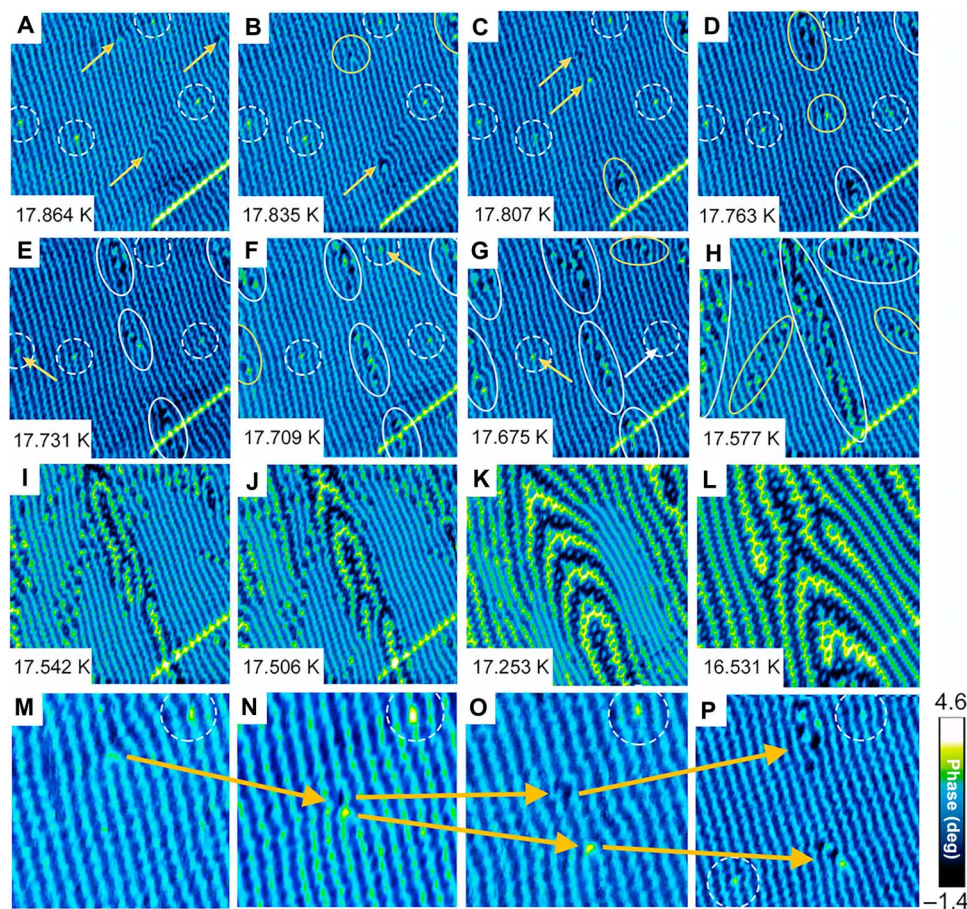 A B C D
17.864 K 17.835 K 17.807 K 17.763 K
E F G H
17.731 K 17.709 K 17.675 K 17.577 K
I J K L
17.542 K 17.506 K 17.253 K 16.531 K
M N O P
4.6
Phase (deg)
–1.4